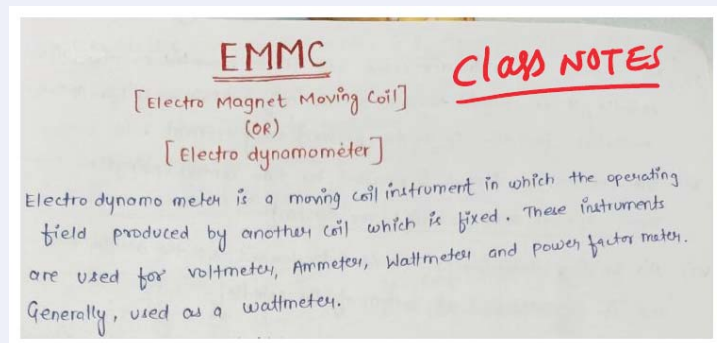 EMMC
Class NOTES
[Electro Magnet Moving Coil]
(OR)
[Electro dynamometer]
Electro dynamo meter is a moving coil instrument in which the operating
field produced by another coil which is fixed. These instruments
are used for voltmeter, Ammeter, Wattmeter and power factor meter.
Generally, used as a wattmeter.